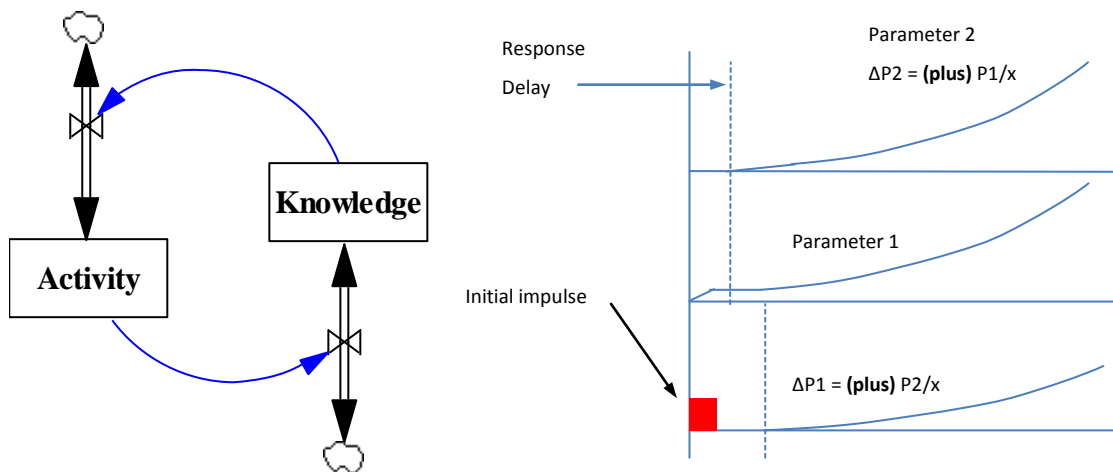 Knowledge
Activity
Response
Delay
Parameter 2
ΔP2 = (plus) P1/x
Parameter 1
Initial impulse
ΔP1 = (plus) P2/x